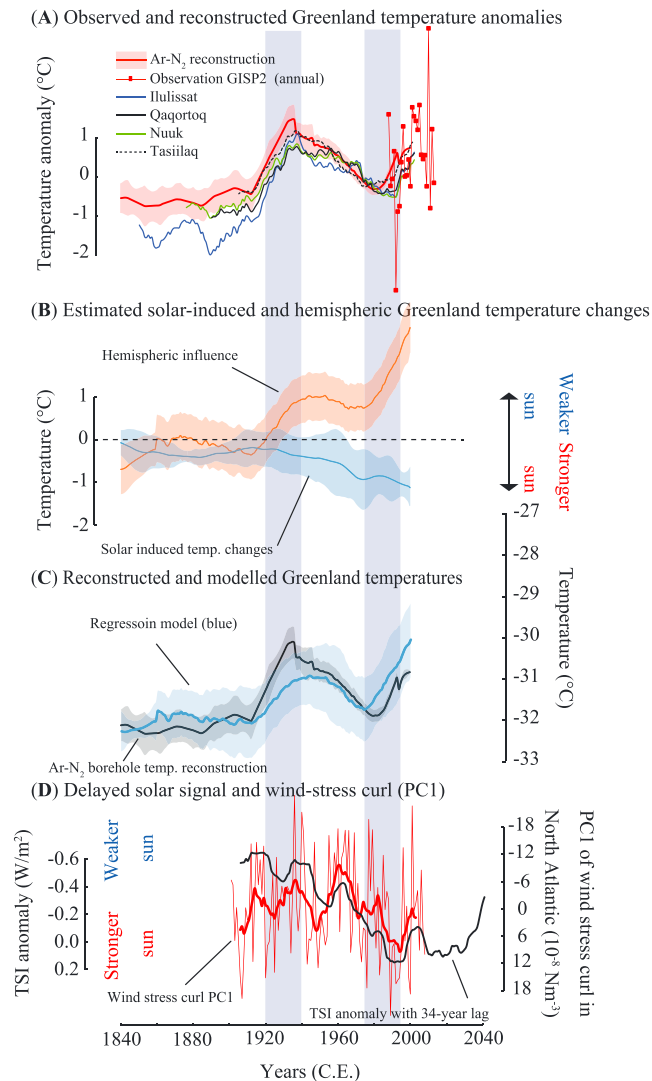 (A) Observed and reconstructed Greenland temperature anomalies
Temperature anomaly (°C)
1
0
-1
-2
Ar-N2 reconstruction
Observation GISP2 (annual)
Ilulissat
Qaqortoq
Nuuk
Tasiilaq
(B) Estimated solar-induced and hemispheric Greenland temperature changes
Temperature (°C)
1
0
-1
-2
Hemispheric influence
Solar induced temp. changes
Weaker
sun
Stronger
sun
(C) Reconstructed and modelled Greenland temperatures
Regressoin model (blue)
Ar-N2 borehole temp. reconstruction
-27
-28
-29
-30
-31
-32
-33
Temperature (°C)
(D) Delayed solar signal and wind-stress curl (PC1)
TSI anomaly (W/m²)
-0.6
-0.4
-0.2
0.0
0.2
Weaker
sun
Stronger
sun
Wind stress curl PC1
TSI anomaly with 34-year lag
-18
-12
-6
0
6
12
18
PC1 of wind stress curl in
North Atlantic (10⁻⁸ Nm⁻³)
1840 1880 1920 1960 2000 2040
Years (C.E.)